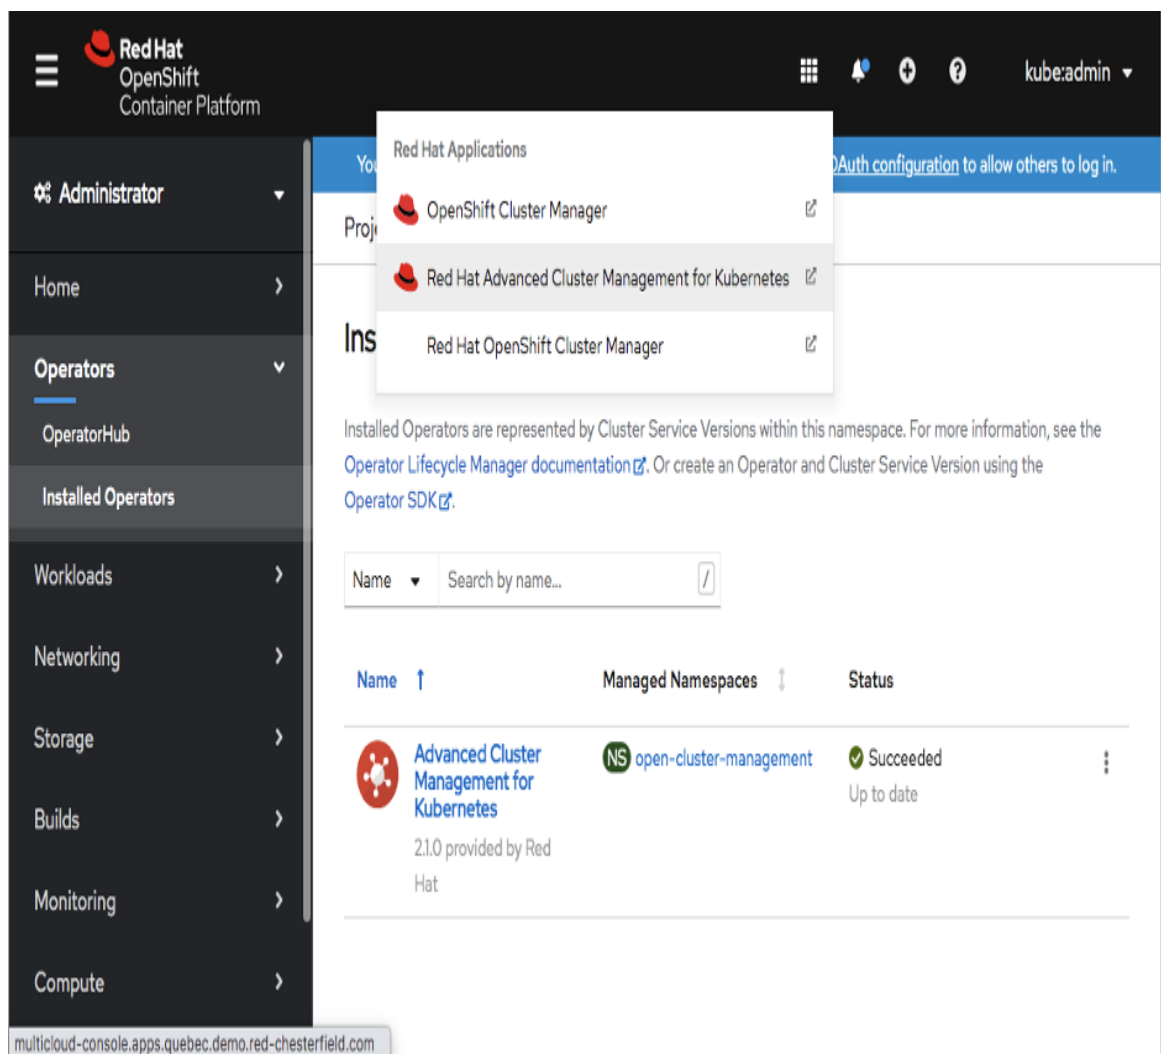 Red Hat
OpenShift
Container Platform
kube:admin
Administrator
Home
Operators
OperatorHub
Installed Operators
Workloads
Networking
Storage
Builds
Monitoring
Compute
Red Hat Applications
OpenShift Cluster Manager
Red Hat Advanced Cluster Management for Kubernetes
Red Hat OpenShift Cluster Manager
You
OAuth configuration to allow others to log in.
Proje
Ins
Installed Operators are represented by Cluster Service Versions within this namespace. For more information, see the
Operator Lifecycle Manager documentation. Or create an Operator and Cluster Service Version using the
Operator SDK.
Name Search by name... /
Name Managed Namespaces Status
Advanced Cluster
Management for
Kubernetes
2.1.0 provided by Red
Hat
NS open-cluster-management
Succeeded
Up to date
multicloud-console.apps.quebec.demo.red-chesterfield.com